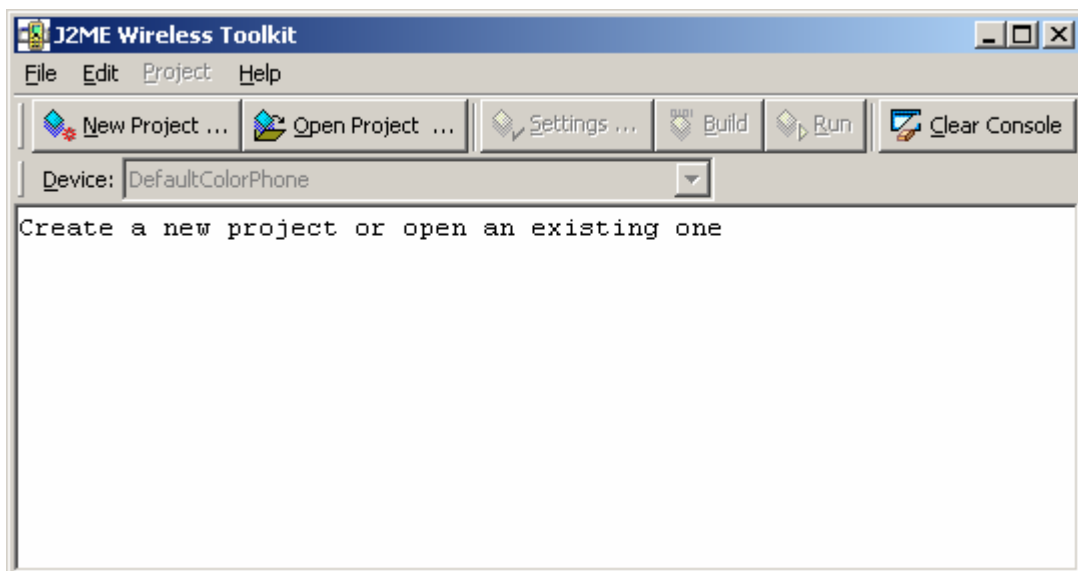 J2ME Wireless Toolkit
File Edit Project Help
New Project ... Open Project ... Settings ... Build Run Clear Console
Device: DefaultColorPhone
Create a new project or open an existing one